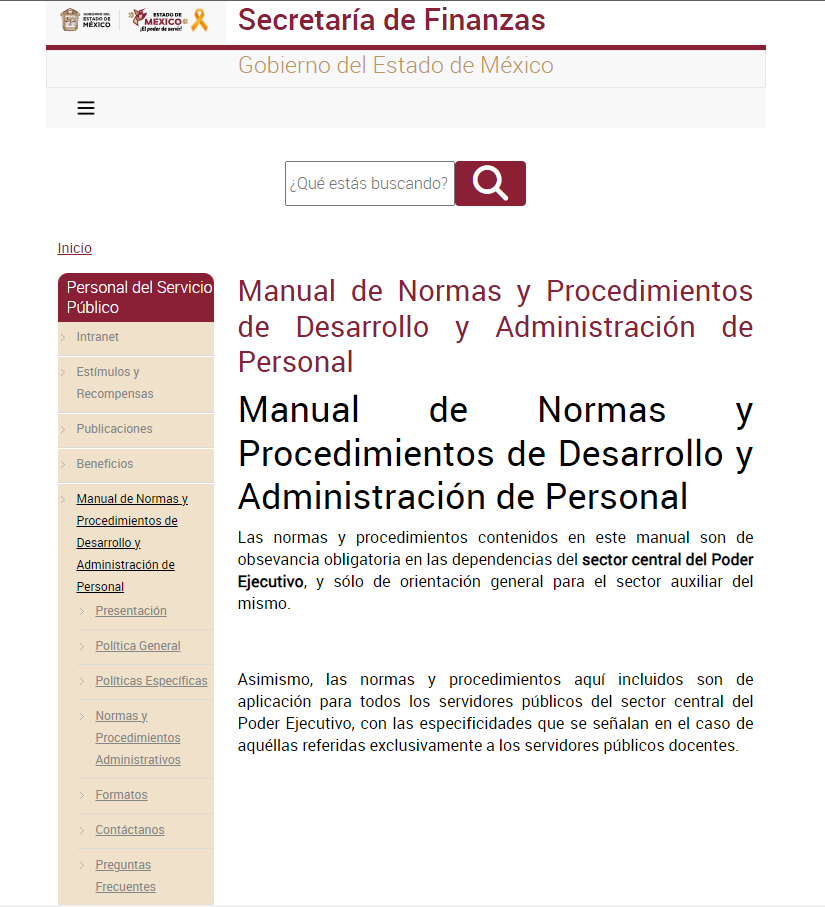 GOBIERNO DEL
ESTADO DE
MÉXICO
ESTADO DE
MÉXICO
¡El poder de servir!
Secretaría de Finanzas
Gobierno del Estado de México
¿Qué estás buscando?
Inicio
Personal del Servicio
Público
Intranet
Estímulos y
Recompensas
Publicaciones
Beneficios
Manual de Normas y
Procedimientos de
Desarrollo y
Administración de
Personal
Presentación
Política General
Políticas Específicas
Normas y
Procedimientos
Administrativos
Formatos
Contáctanos
Preguntas
Frecuentes
Manual de Normas y Procedimientos
de Desarrollo y Administración de
Personal
Manual de Normas y
Procedimientos de Desarrollo y
Administración de Personal
Las normas y procedimientos contenidos en este manual son de
obsevancia obligatoria en las dependencias del sector central del Poder
Ejecutivo, y sólo de orientación general para el sector auxiliar del
mismo.
Asimismo, las normas y procedimientos aquí incluidos son de
aplicación para todos los servidores públicos del sector central del
Poder Ejecutivo, con las especificidades que se señalan en el caso de
aquéllas referidas exclusivamente a los servidores públicos docentes.